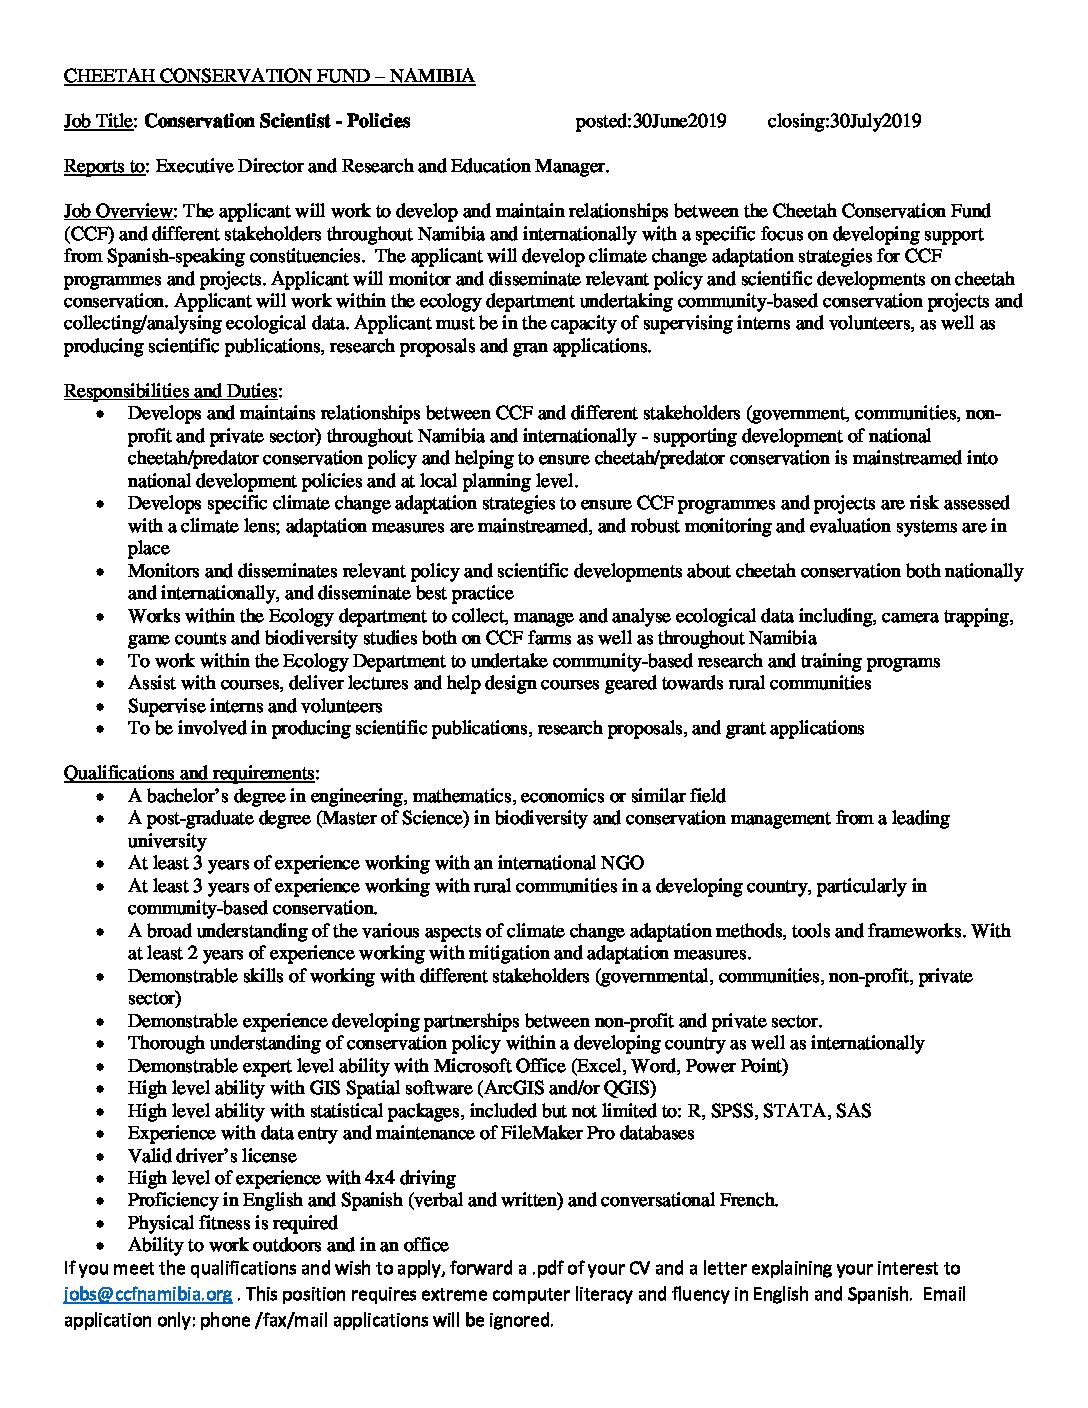 CHEETAH CONSERVATION FUND – NAMIBIA
Job Title: Conservation Scientist - Policies posted:30June2019 closing:30July2019
Reports to: Executive Director and Research and Education Manager.
Job Overview: The applicant will work to develop and maintain relationships between the Cheetah Conservation Fund
(CCF) and different stakeholders throughout Namibia and internationally with a specific focus on developing support
from Spanish-speaking constituencies. The applicant will develop climate change adaptation strategies for CCF
programmes and projects. Applicant will monitor and disseminate relevant policy and scientific developments on cheetah
conservation. Applicant will work within the ecology department undertaking community-based conservation projects and
collecting/analysing ecological data. Applicant must be in the capacity of supervising interns and volunteers, as well as
producing scientific publications, research proposals and gran applications.
Responsibilities and Duties:
• Develops and maintains relationships between CCF and different stakeholders (government, communities, non-
profit and private sector) throughout Namibia and internationally - supporting development of national
cheetah/predator conservation policy and helping to ensure cheetah/predator conservation is mainstreamed into
national development policies and at local planning level.
• Develops specific climate change adaptation strategies to ensure CCF programmes and projects are risk assessed
with a climate lens; adaptation measures are mainstreamed, and robust monitoring and evaluation systems are in
place
• Monitors and disseminates relevant policy and scientific developments about cheetah conservation both nationally
and internationally, and disseminate best practice
• Works within the Ecology department to collect, manage and analyse ecological data including, camera trapping,
game counts and biodiversity studies both on CCF farms as well as throughout Namibia
• To work within the Ecology Department to undertake community-based research and training programs
• Assist with courses, deliver lectures and help design courses geared towards rural communities
• Supervise interns and volunteers
• To be involved in producing scientific publications, research proposals, and grant applications
Qualifications and requirements:
• A bachelor’s degree in engineering, mathematics, economics or similar field
• A post-graduate degree (Master of Science) in biodiversity and conservation management from a leading
university
• At least 3 years of experience working with an international NGO
• At least 3 years of experience working with rural communities in a developing country, particularly in
community-based conservation.
• A broad understanding of the various aspects of climate change adaptation methods, tools and frameworks. With
at least 2 years of experience working with mitigation and adaptation measures.
• Demonstrable skills of working with different stakeholders (governmental, communities, non-profit, private
sector)
• Demonstrable experience developing partnerships between non-profit and private sector.
• Thorough understanding of conservation policy within a developing country as well as internationally
• Demonstrable expert level ability with Microsoft Office (Excel, Word, Power Point)
• High level ability with GIS Spatial software (ArcGIS and/or QGIS)
• High level ability with statistical packages, included but not limited to: R, SPSS, STATA, SAS
• Experience with data entry and maintenance of FileMaker Pro databases
• Valid driver’s license
• High level of experience with 4x4 driving
• Proficiency in English and Spanish (verbal and written) and conversational French.
• Physical fitness is required
• Ability to work outdoors and in an office
If you meet the qualifications and wish to apply, forward a .pdf of your CV and a letter explaining your interest to
jobs@ccfnamibia.org . This position requires extreme computer literacy and fluency in English and Spanish. Email
application only: phone /fax/mail applications will be ignored.